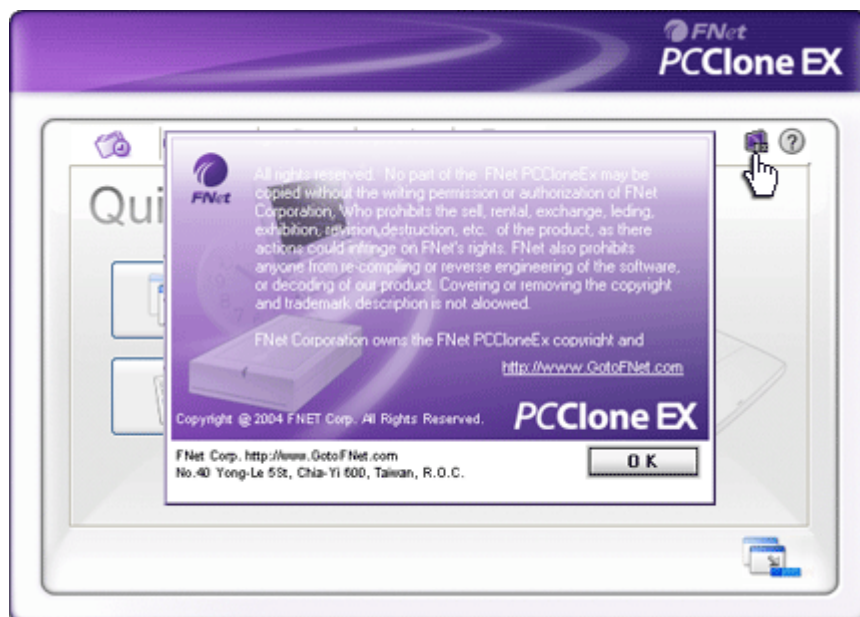 FNet
PCClone EX
Qui
FNet
All rights reserved. No part of the FNet PCCloneEx may be
copied without the writing permission or authorization of FNet
Corporation, Who prohibits the sell, rental, exchange, leding,
exhibition, revision,destruction, etc. of the product, as there
actions could infringe on FNet's rights. FNet also prohibits
anyone from re-compiling or reverse engineering of the software,
or decoding of our product. Covering or removing the copyright
and trademark description is not aloowed.
FNet Corporation owns the FNet PCCloneEx copyright and
http://www.GotoFNet.com
Copyright @ 2004 FNET Corp. All Rights Reserved.
PCClone EX
FNet Corp. http://www.GotoFNet.com
No.40 Yong-Le 5St, Chia-Yi 600, Taiwan, R.O.C.
OK